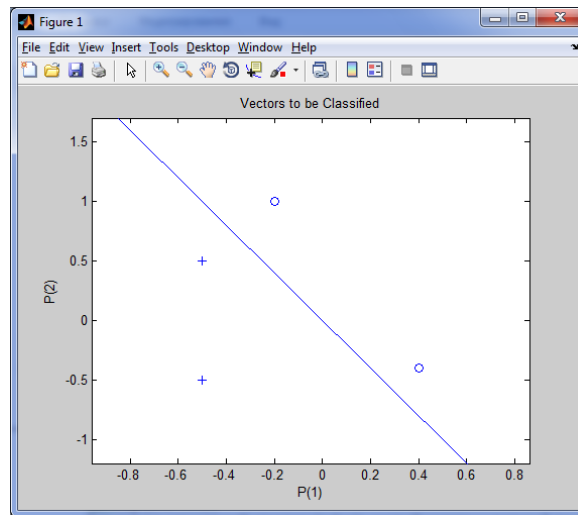 Figure 1
File Edit View Insert Tools Desktop Window Help
Vectors to be Classified
1.5
1
0.5
0
-0.5
-1
P(2)
-0.8 -0.6 -0.4 -0.2 0 0.2 0.4 0.6 0.8
P(1)